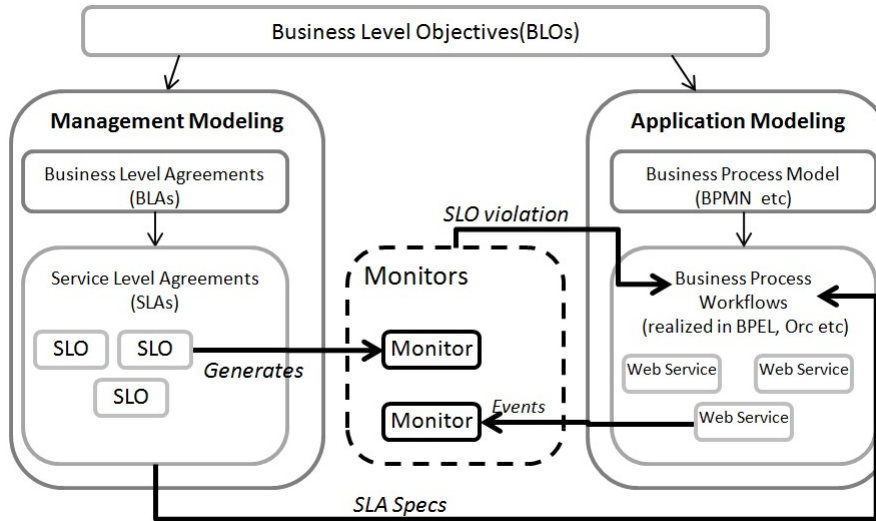 Business Level Objectives(BLOs)
Management Modeling
Business Level Agreements
(BLAs)
Service Level Agreements
(SLAs)
SLO
SLO
SLO
Generates
SLO violation
Monitors
Monitor
Monitor
Events
Application Modeling
Business Process Model
(BPMN etc)
Business Process
Workflows
(realized in BPEL, Orc etc)
Web Service
Web Service
Web Service
SLA Specs